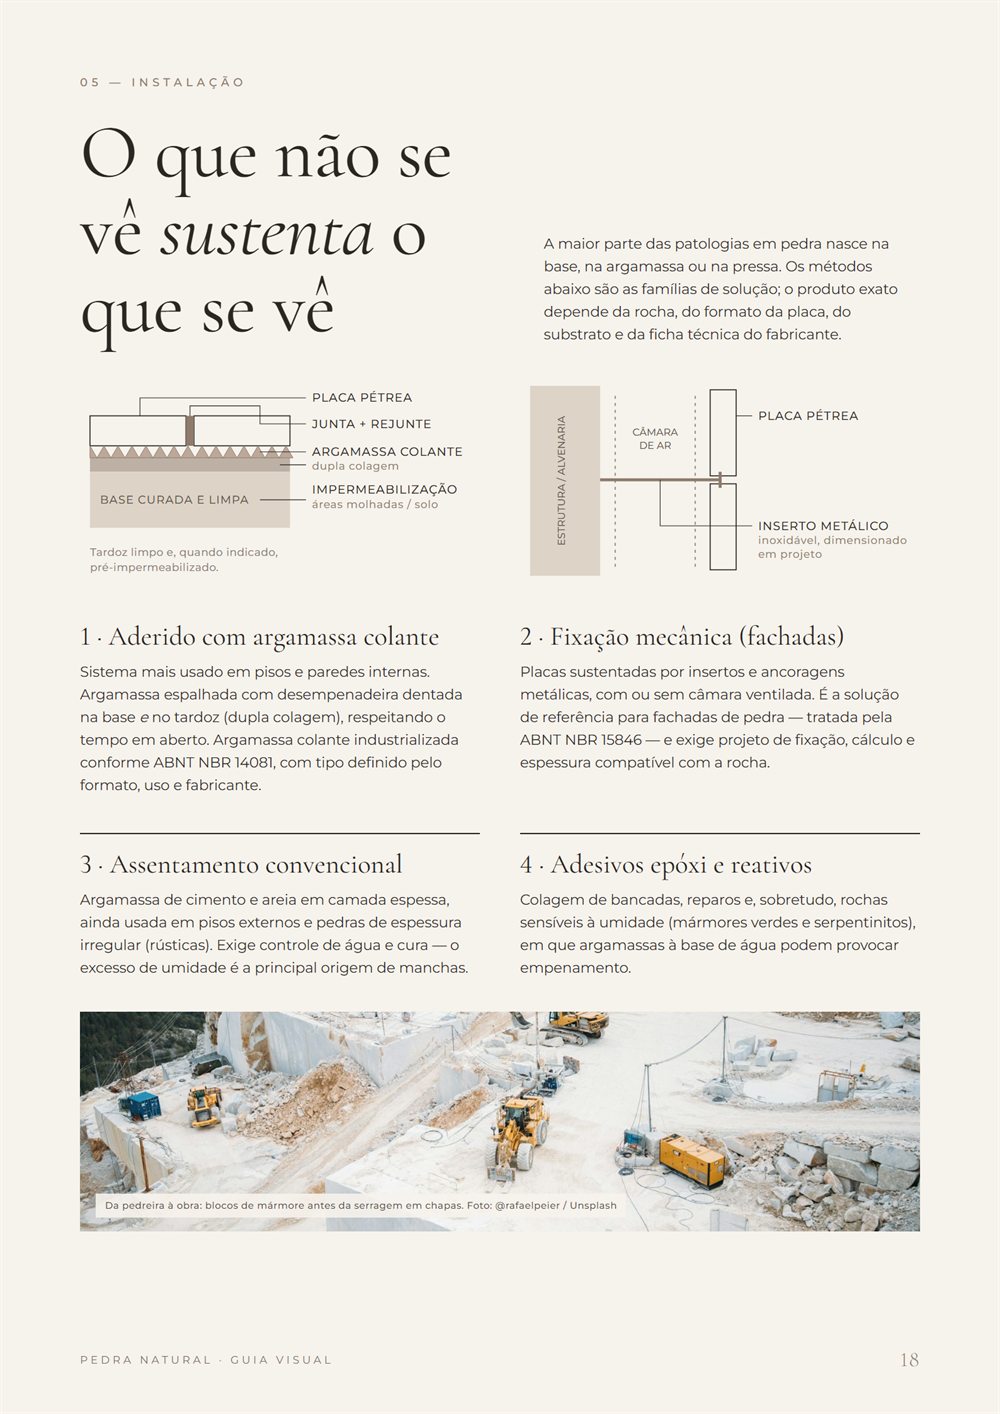 05 — INSTALAÇÃO
O que não se
vê sustenta o
que se vê
A maior parte das patologias em pedra nasce na
base, na argamassa ou na pressa. Os métodos
abaixo são as famílias de solução; o produto exato
depende da rocha, do formato da placa, do
substrato e da ficha técnica do fabricante.
PLACA PÉTREA
JUNTA + REJUNTE
ARGAMASSA COLANTE
dupla colagem
IMPERMEABILIZAÇÃO
áreas molhadas / solo
BASE CURADA E LIMPA
Tardoz limpo e, quando indicado,
pré-impermeabilizado.
ESTRUTURA / ALVENARIA
CÂMARA
DE AR
PLACA PÉTREA
INSERTO METÁLICO
inoxidável, dimensionado
em projeto
1 · Aderido com argamassa colante
Sistema mais usado em pisos e paredes internas.
Argamassa espalhada com desempenadeira dentada
na base e no tardoz (dupla colagem), respeitando o
tempo em aberto. Argamassa colante industrializada
conforme ABNT NBR 14081, com tipo definido pelo
formato, uso e fabricante.
2 · Fixação mecânica (fachadas)
Placas sustentadas por insertos e ancoragens
metálicas, com ou sem câmara ventilada. É a solução
de referência para fachadas de pedra — tratada pela
ABNT NBR 15846 — e exige projeto de fixação, cálculo e
espessura compatível com a rocha.
3 · Assentamento convencional
Argamassa de cimento e areia em camada espessa,
ainda usada em pisos externos e pedras de espessura
irregular (rústicas). Exige controle de água e cura — o
excesso de umidade é a principal origem de manchas.
4 · Adesivos epóxi e reativos
Colagem de bancadas, reparos e, sobretudo, rochas
sensíveis à umidade (mármores verdes e serpentinitos),
em que argamassas à base de água podem provocar
empenamento.
Da pedreira à obra: blocos de mármore antes da serragem em chapas. Foto: @rafaelpeier / Unsplash
PEDRA NATURAL · GUIA VISUAL
18